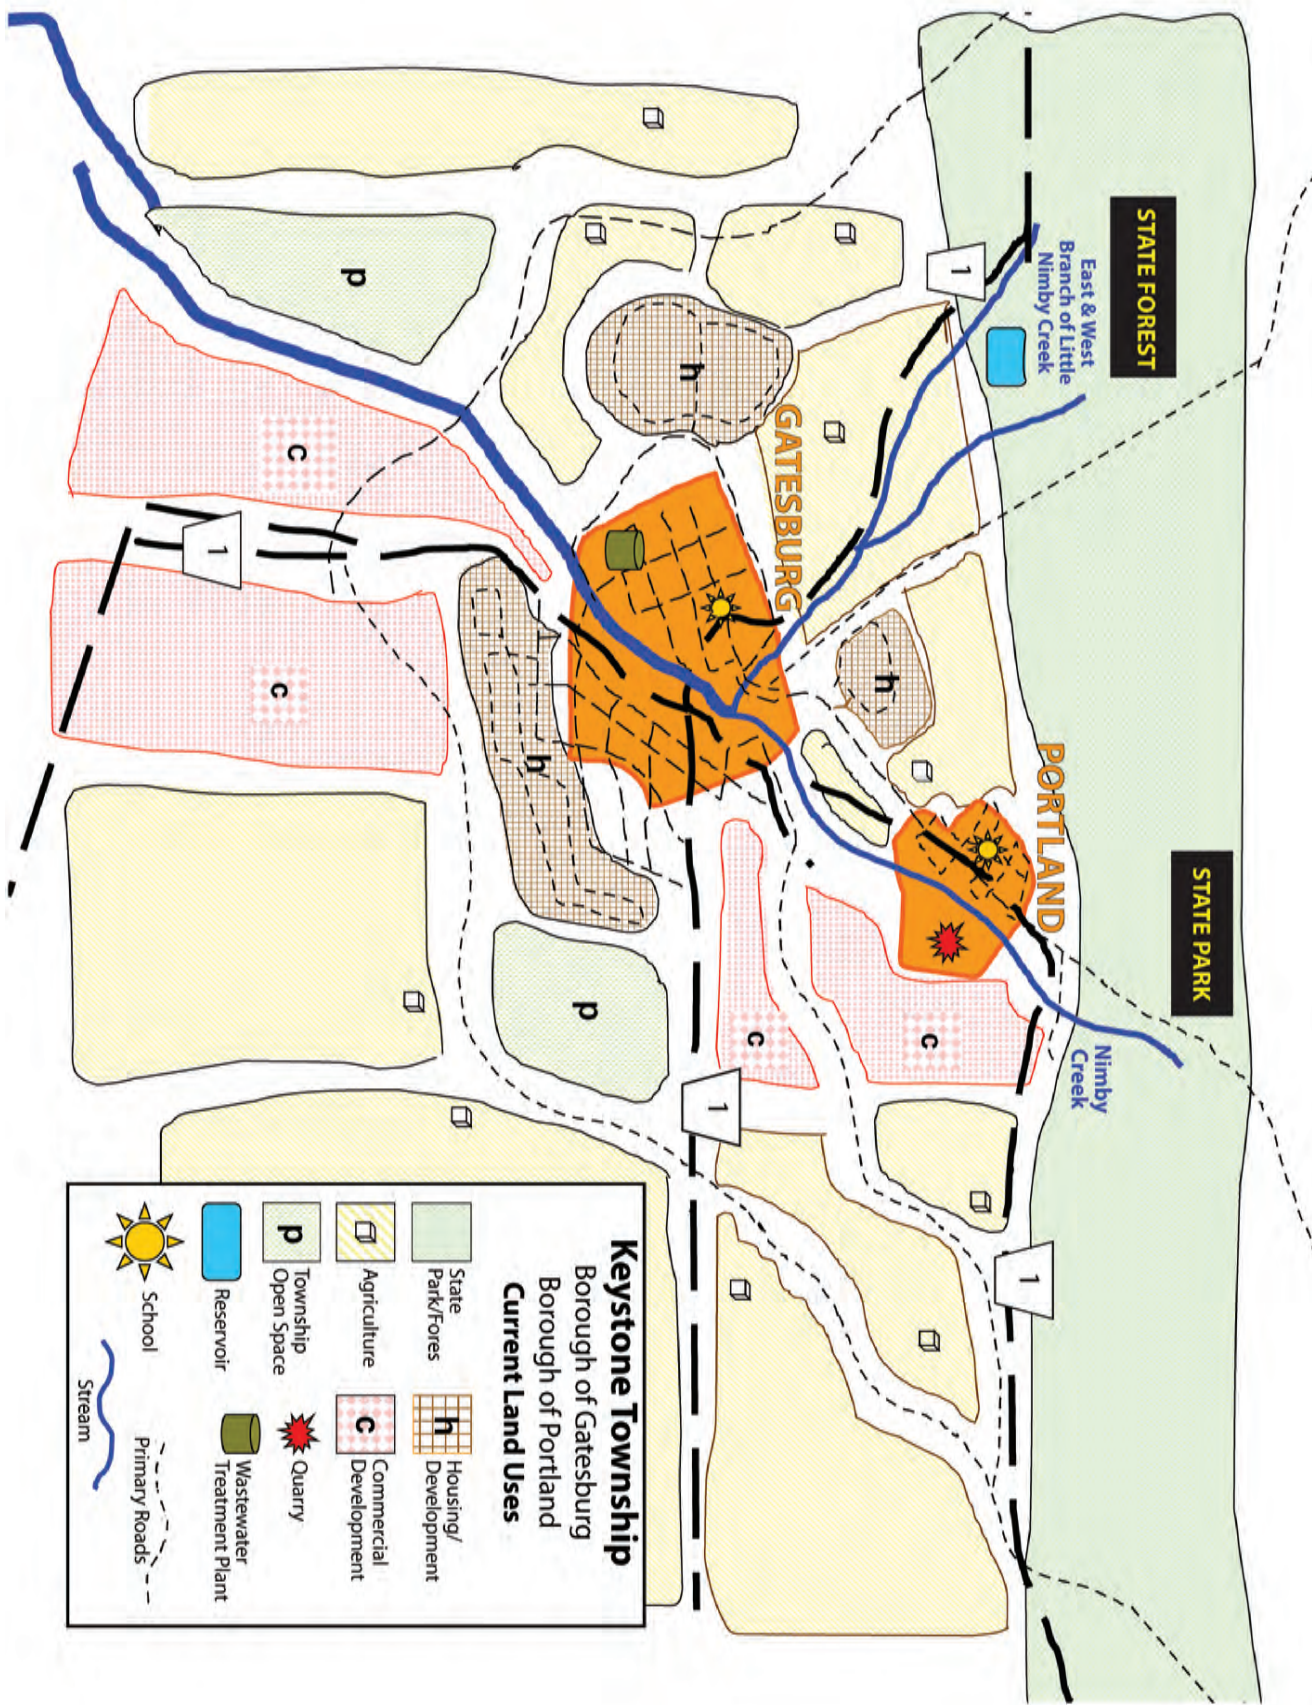 STATE FOREST
STATE PARK
East & West
Branch of Little
Nimby Creek
Nimby
Creek
1
PORTLAND
GATESBURG
h
h
h
p
p
c
c
c
c
1
1
1
Keystone Township
Borough of Gatesburg
Borough of Portland
Current Land Uses
State
Park/Fores
Agriculture
p
Township
Open Space
Reservoir
School
Stream
h
Housing/
Development
c
Commercial
Development
Quarry
Wastewater
Treatment Plant
Primary Roads